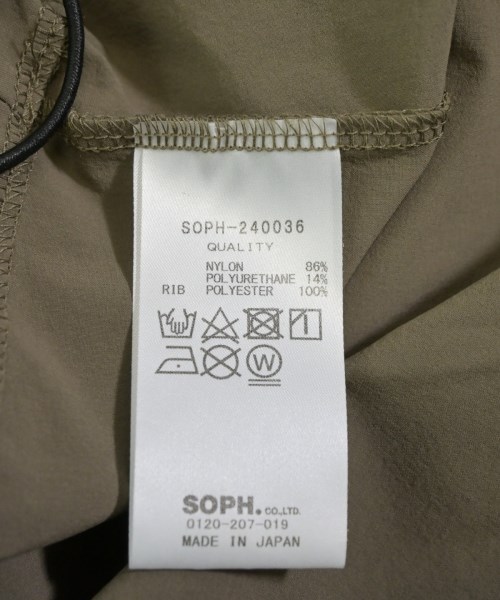 SOPH-240036
QUALITY
NYLON 86%
POLYURETHANE 14%
RIB POLYESTER 100%
W
SOPH. CO.,LTD.
0120-207-019
MADE IN JAPAN